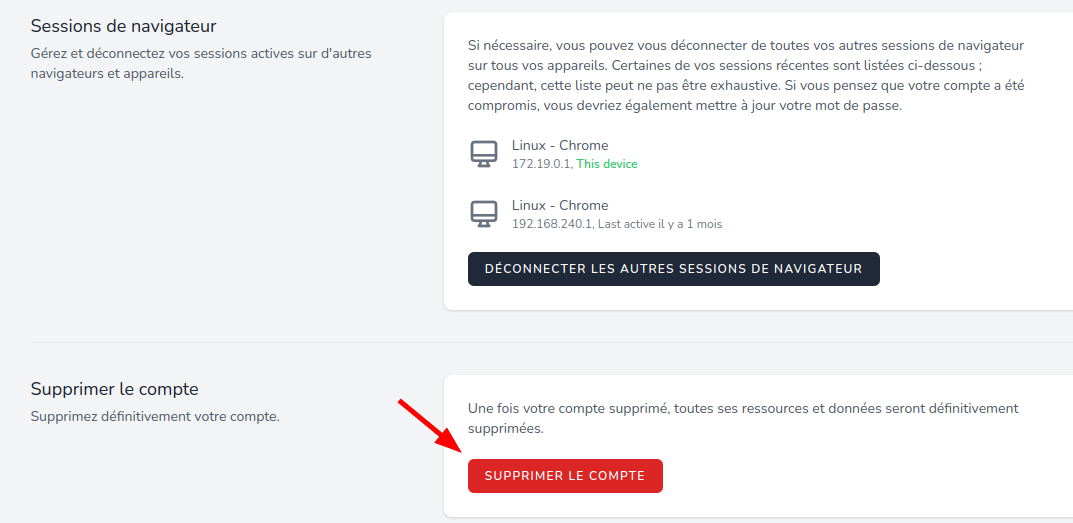 Sessions de navigateur
Gérez et déconnectez vos sessions actives sur d'autres
navigateurs et appareils.
Si nécessaire, vous pouvez vous déconnecter de toutes vos autres sessions de navigateur
sur tous vos appareils. Certaines de vos sessions récentes sont listées ci-dessous ;
cependant, cette liste peut ne pas être exhaustive. Si vous pensez que votre compte a été
compromis, vous devriez également mettre à jour votre mot de passe.
Linux - Chrome
172.19.0.1, This device
Linux - Chrome
192.168.240.1, Last active il y a 1 mois
DÉCONNECTER LES AUTRES SESSIONS DE NAVIGATEUR
Supprimer le compte
Supprimez définitivement votre compte.
Une fois votre compte supprimé, toutes ses ressources et données seront définitivement
supprimées.
SUPPRIMER LE COMPTE